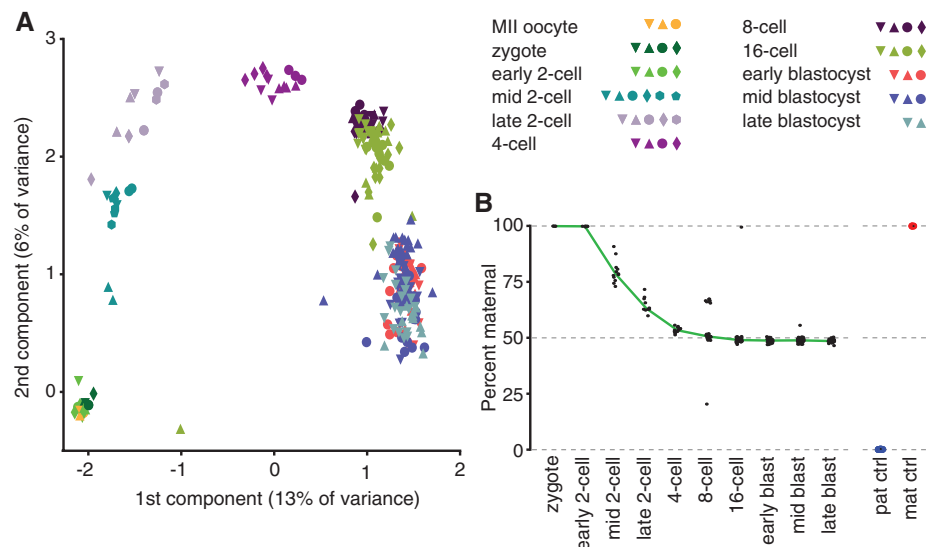 A
3
2
1
0
-2
-1
0
1
2
2nd component (6% of variance)
1st component (13% of variance)
MII oocyte
zygote
early 2-cell
mid 2-cell
late 2-cell
4-cell
8-cell
16-cell
early blastocyst
mid blastocyst
late blastocyst
B
100
75
50
25
0
Percent maternal
zygote
early 2-cell
mid 2-cell
late 2-cell
4-cell
8-cell
16-cell
early blast
mid blast
late blast
pat ctrl
mat ctrl